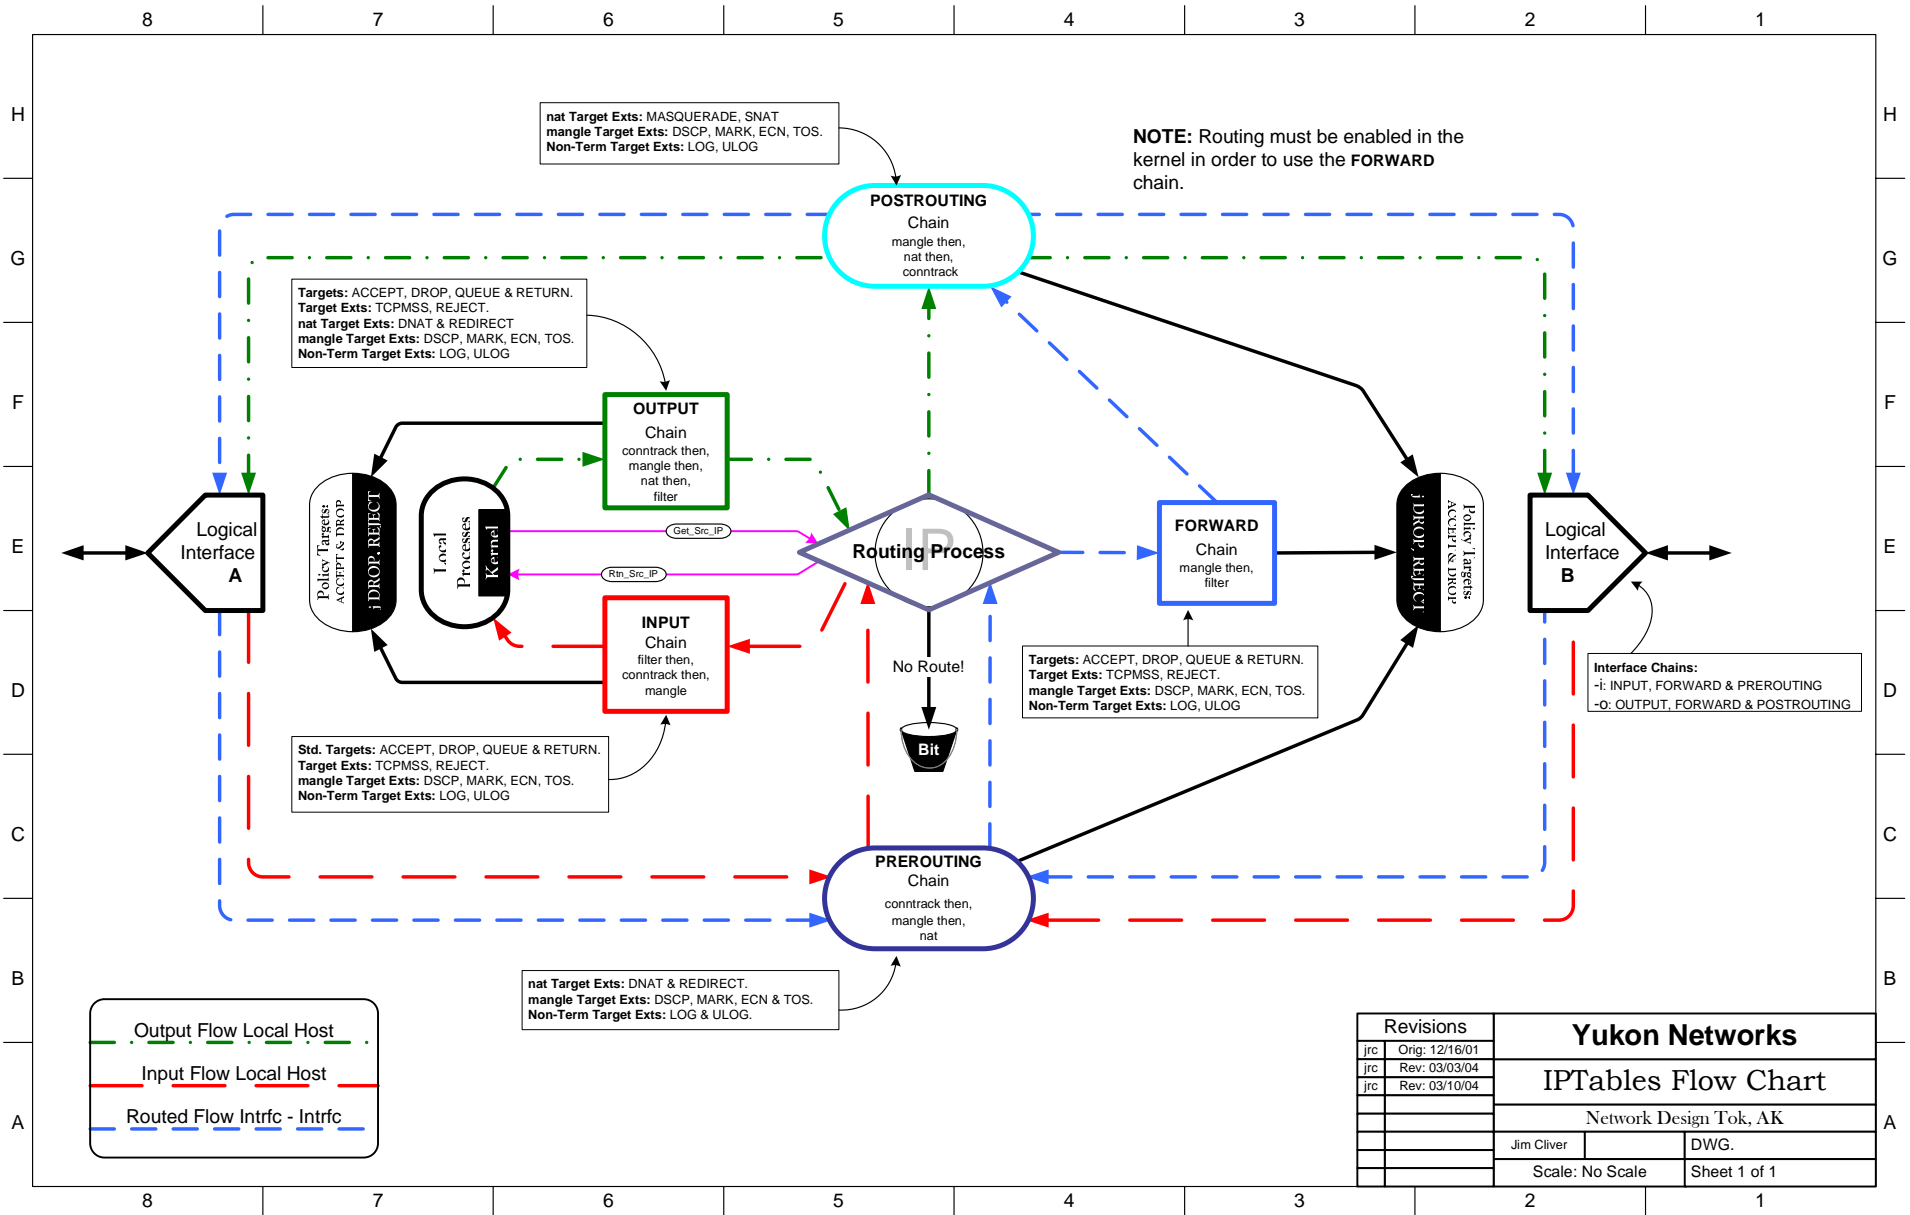 8 7 6 5 4 3 2 1
H
G
F
E
D
C
B
A
nat Target Exts: MASQUERADE, SNAT
mangle Target Exts: DSCP, MARK, ECN, TOS.
Non-Term Target Exts: LOG, ULOG
NOTE: Routing must be enabled in the
kernel in order to use the FORWARD
chain.
POSTROUTING
Chain
mangle then,
nat then,
conntrack
Targets: ACCEPT, DROP, QUEUE & RETURN.
Target Exts: TCPMSS, REJECT.
nat Target Exts: DNAT & REDIRECT
mangle Target Exts: DSCP, MARK, ECN, TOS.
Non-Term Target Exts: LOG, ULOG
OUTPUT
Chain
conntrack then,
mangle then,
nat then,
filter
Logical
Interface
A
Policy Targets:
ACCEPT & DROP
j DROP, REJECT
Local
Processes
Kernel
Get_Src_IP
Rtn_Src_IP
IP
Routing Process
FORWARD
Chain
mangle then,
filter
j DROP, REJECT
Policy Targets:
ACCEPT & DROP
Logical
Interface
B
INPUT
Chain
filter then,
conntrack then,
mangle
No Route!
Bit
Targets: ACCEPT, DROP, QUEUE & RETURN.
Target Exts: TCPMSS, REJECT.
mangle Target Exts: DSCP, MARK, ECN, TOS.
Non-Term Target Exts: LOG, ULOG
Interface Chains:
-i: INPUT, FORWARD & PREROUTING
-o: OUTPUT, FORWARD & POSTROUTING
Std. Targets: ACCEPT, DROP, QUEUE & RETURN.
Target Exts: TCPMSS, REJECT.
mangle Target Exts: DSCP, MARK, ECN, TOS.
Non-Term Target Exts: LOG, ULOG
PREROUTING
Chain
conntrack then,
mangle then,
nat
nat Target Exts: DNAT & REDIRECT.
mangle Target Exts: DSCP, MARK, ECN & TOS.
Non-Term Target Exts: LOG & ULOG.
Output Flow Local Host
Input Flow Local Host
Routed Flow Intrfc - Intrfc
Revisions
jrc Orig: 12/16/01
jrc Rev: 03/03/04
jrc Rev: 03/10/04
Yukon Networks
IPTables Flow Chart
Network Design Tok, AK
Jim Cliver DWG.
Scale: No Scale Sheet 1 of 1
H
G
F
E
D
C
B
A
8 7 6 5 4 3 2 1